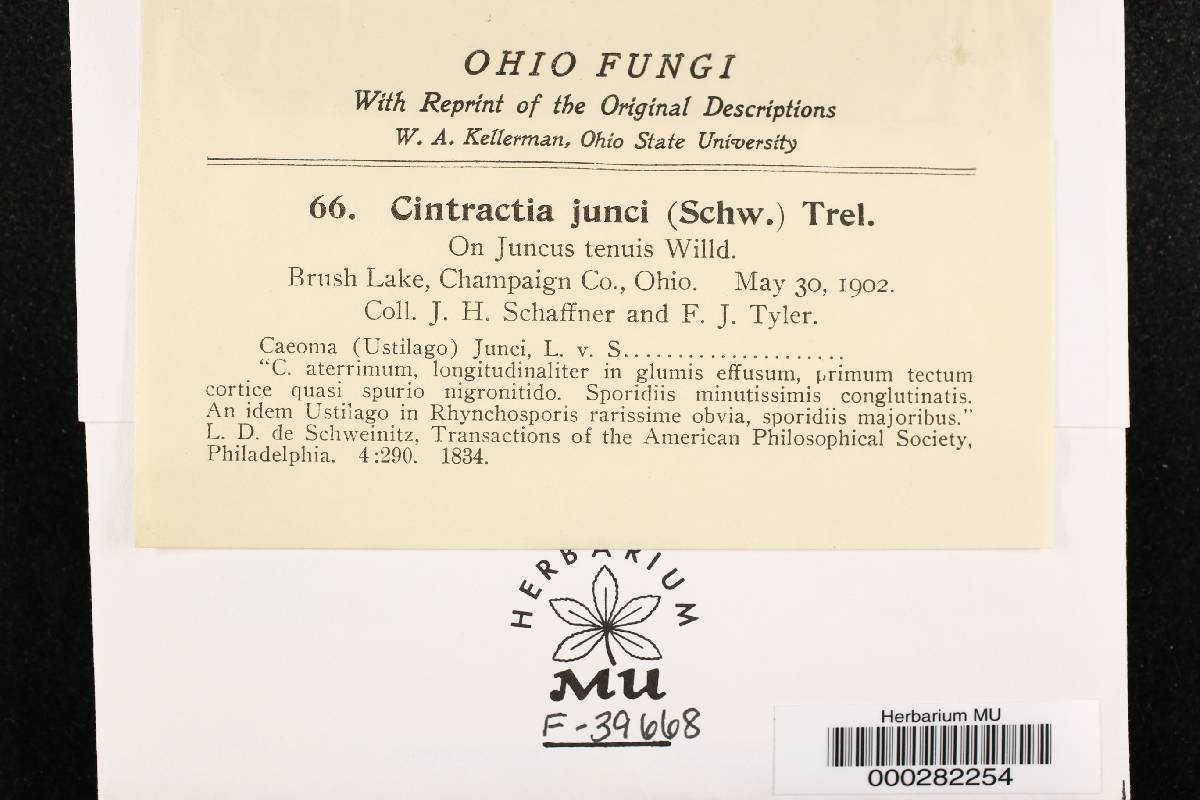 OHIO FUNGI
With Reprint of the Original Descriptions
W. A. Kellerman, Ohio State University
66. Cintractia junci (Schw.) Trel.
On Juncus tenuis Willd.
Brush Lake, Champaign Co., Ohio. May 30, 1902.
Coll. J. H. Schaffner and F. J. Tyler.
Caeoma (Ustilago) Junci, L. v. S.....................
"C. aterrimum, longitudinaliter in glumis effusum, primum tectum
cortice quasi spurio nigronitido. Sporidiis minutissimis conglutinatis.
An idem Ustilago in Rhynchosporis rarissime obvia, sporidiis majoribus."
L. D. de Schweinitz, Transactions of the American Philosophical Society,
Philadelphia. 4:290. 1834.
HERBARIUM
MU
F-39668
Herbarium MU
000282254